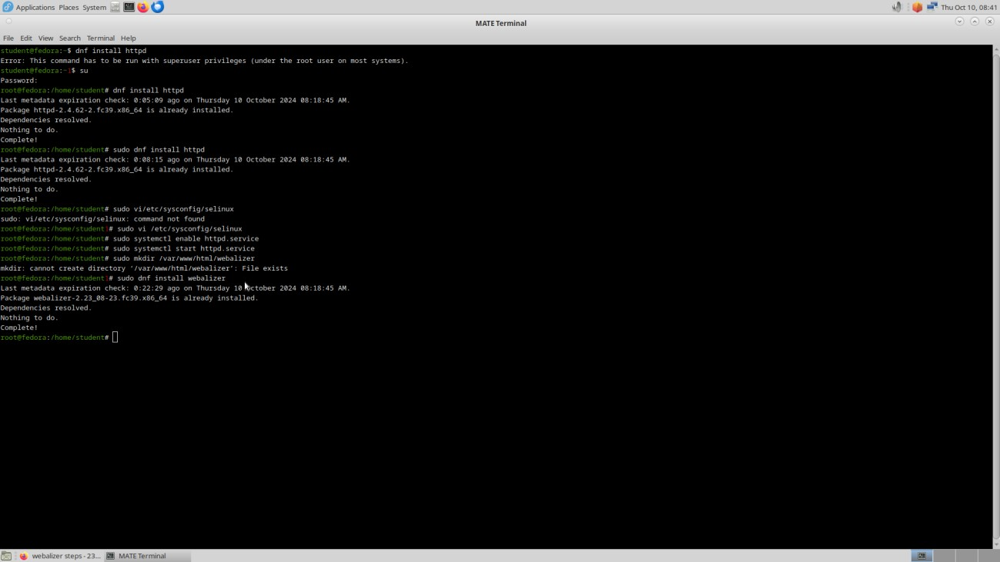 Applications Places System
Thu Oct 10, 08:41
MATE Terminal
File Edit View Search Terminal Help
student@fedora:~$ dnf install httpd
Error: This command has to be run with superuser privileges (under the root user on most systems).
student@fedora:~1$ su
Password:
root@fedora:/home/student# dnf install httpd
Last metadata expiration check: 0:05:09 ago on Thursday 10 October 2024 08:18:45 AM.
Package httpd-2.4.62-2.fc39.x86_64 is already installed.
Dependencies resolved.
Nothing to do.
Complete!
root@fedora:/home/student# sudo dnf install httpd
Last metadata expiration check: 0:08:15 ago on Thursday 10 October 2024 08:18:45 AM.
Package httpd-2.4.62-2.fc39.x86_64 is already installed.
Dependencies resolved.
Nothing to do.
Complete!
root@fedora:/home/student# sudo vi/etc/sysconfig/selinux
sudo: vi/etc/sysconfig/selinux: command not found
root@fedora:/home/student1# sudo vi /etc/sysconfig/selinux
root@fedora:/home/student# sudo systemctl enable httpd.service
root@fedora:/home/student# sudo systemctl start httpd.service
root@fedora:/home/student# sudo mkdir /var/www/html/webalizer
mkdir: cannot create directory '/var/www/html/webalizer': File exists
root@fedora:/home/student1# sudo dnf install webalizer
Last metadata expiration check: 0:22:29 ago on Thursday 10 October 2024 08:18:45 AM.
Package webalizer-2.23_08-23.fc39.x86_64 is already installed.
Dependencies resolved.
Nothing to do.
Complete!
root@fedora:/home/student#
webalizer steps - 23...
MATE Terminal